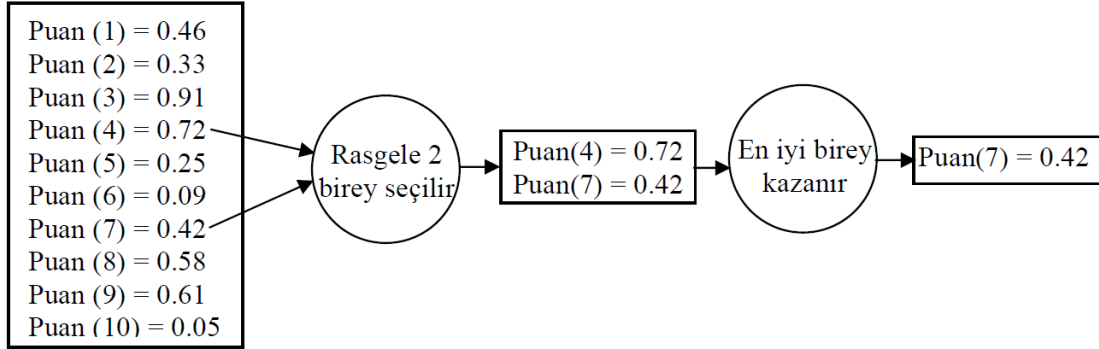 Puan (1) = 0.46
Puan (2) = 0.33
Puan (3) = 0.91
Puan (4) = 0.72
Puan (5) = 0.25
Puan (6) = 0.09
Puan (7) = 0.42
Puan (8) = 0.58
Puan (9) = 0.61
Puan (10) = 0.05
Rasgele 2
birey seçilir
Puan(4) = 0.72
Puan(7) = 0.42
En iyi birey
kazanır
Puan(7) = 0.42